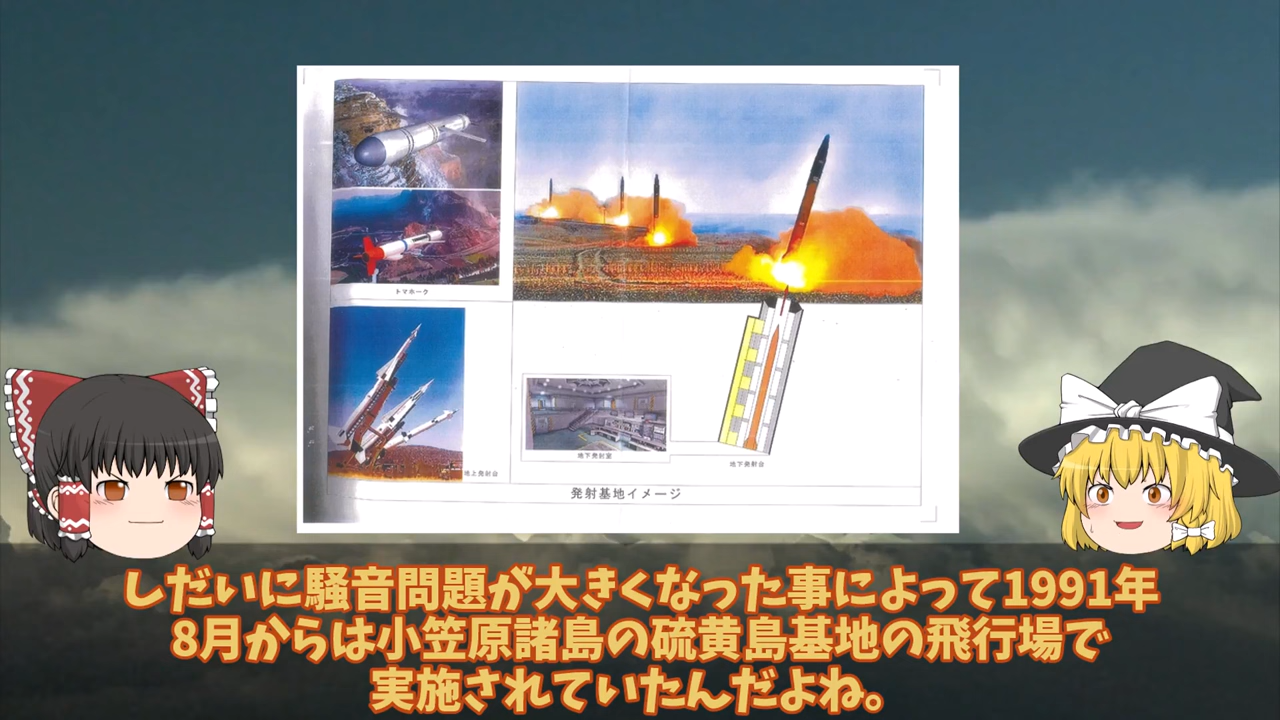 トマホーク
地上発射台
地下発射室
地下発射台
発射基地イメージ
しだいに騒音問題が大きくなった事によって1991年
8月からは小笠原諸島の硫黄島基地の飛行場で
実施されていたんだよね。